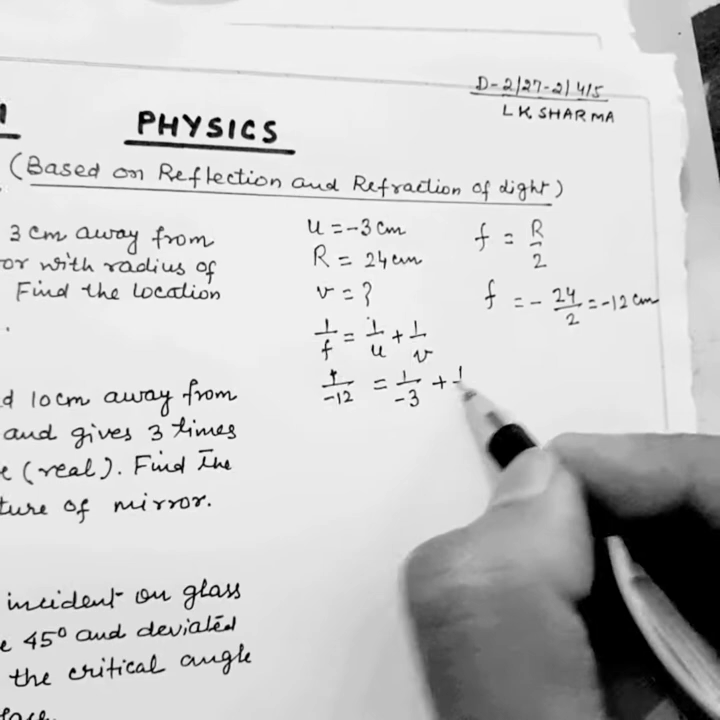 D-2/27-2/4/5
L K SHARMA
PHYSICS
(Based on Reflection and Refraction of Light)
3 cm away from
or with radius of
Find the location
.
u = -3 cm
R = 24 cm
v = ?
1/f = 1/u + 1/v
1/-12 = 1/-3 + 1
f = R/2
f = - 24/2 = -12 cm
d 10 cm away from
and gives 3 times
e (real). Find The
ture of mirror.
incident on glass
e 45° and deviated
the critical angle